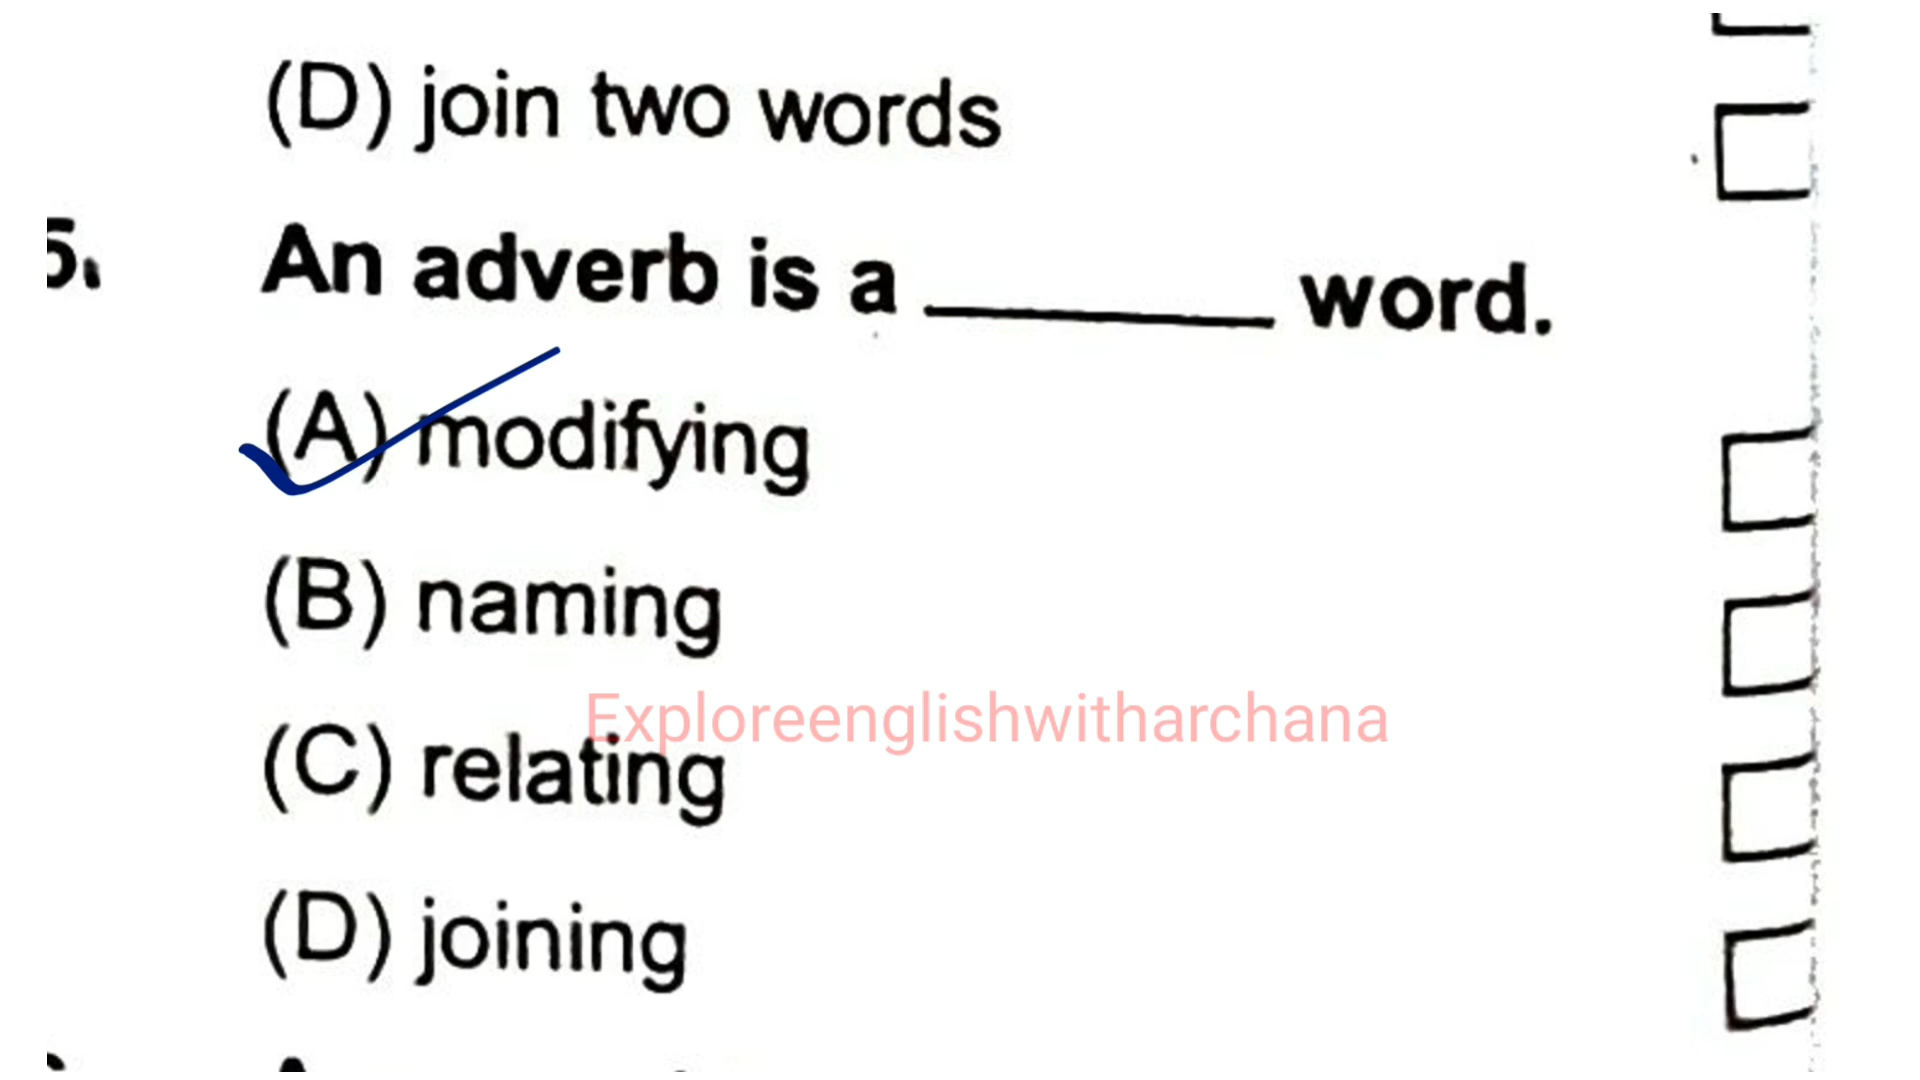 (D) join two words
5. An adverb is a ________ word.
(A) modifying
(B) naming
Exploreenglishwitharchana
(C) relating
(D) joining